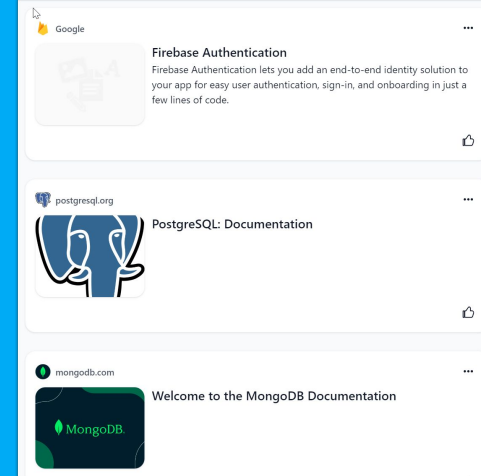 Google
Firebase Authentication
Firebase Authentication lets you add an end-to-end identity solution to
your app for easy user authentication, sign-in, and onboarding in just a
few lines of code.
postgresql.org
PostgreSQL: Documentation
mongodb.com
Welcome to the MongoDB Documentation
MongoDB.